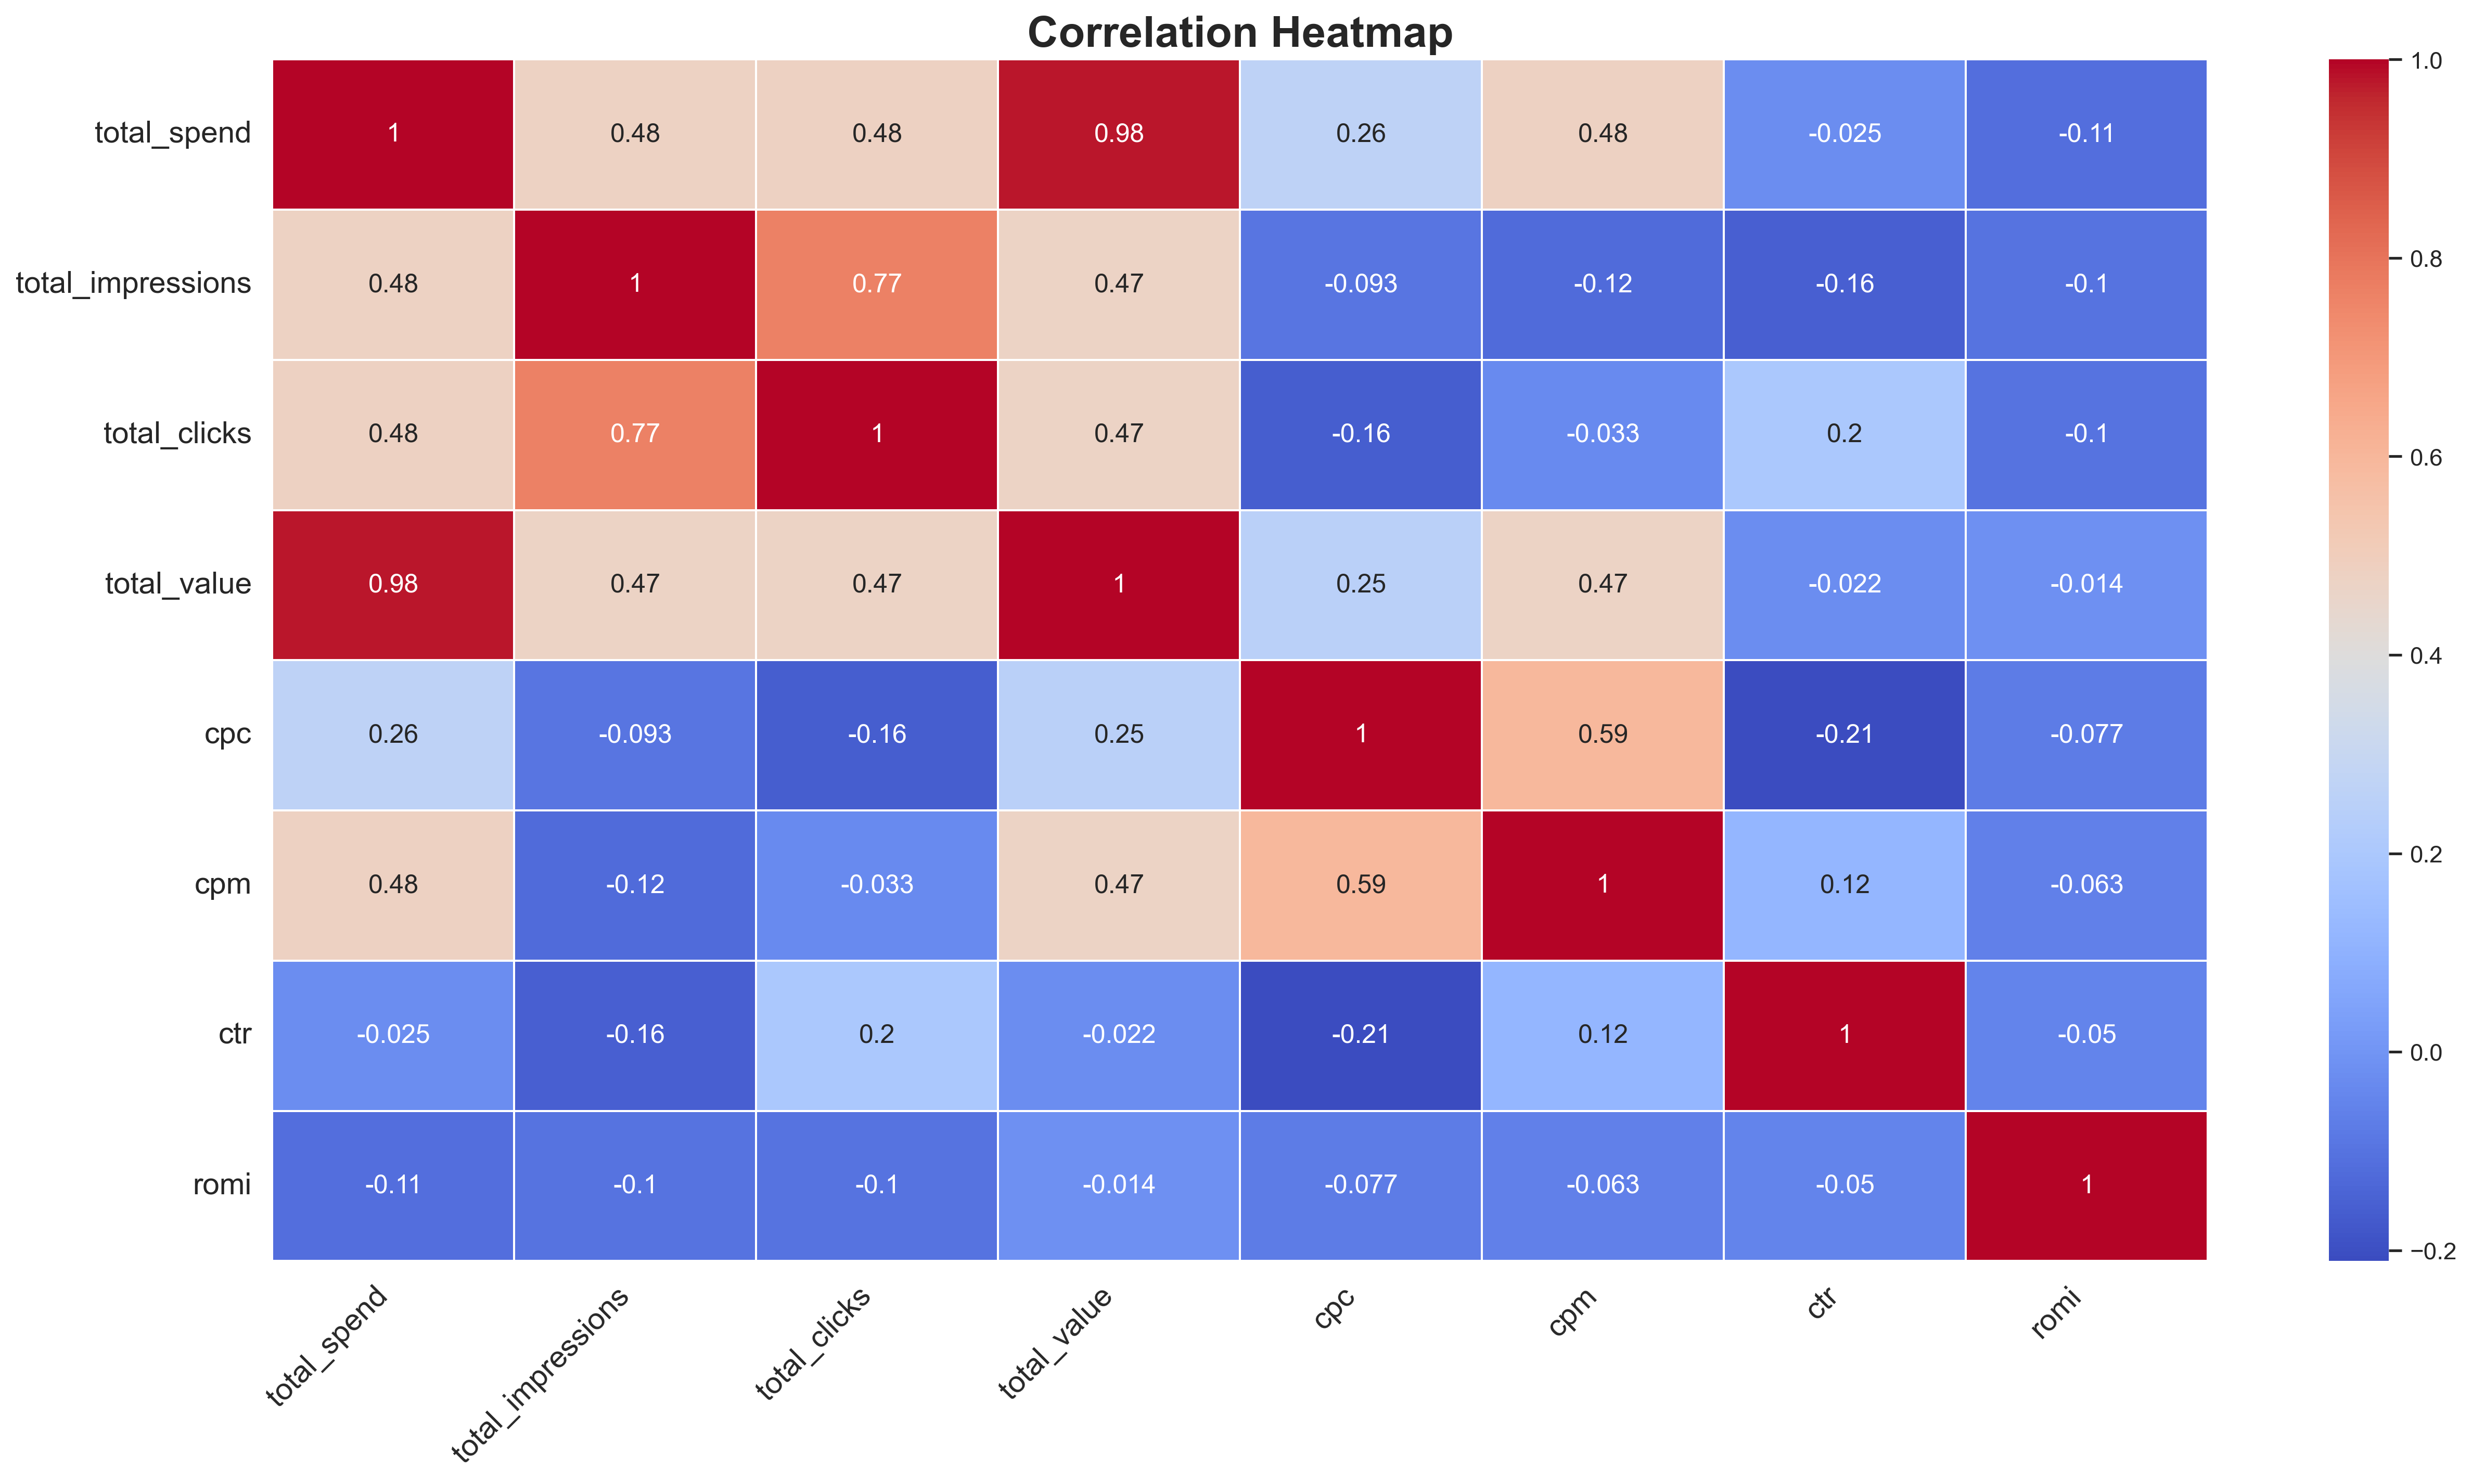 Correlation Heatmap
total_spend 1 0.48 0.48 0.98 0.26 0.48 -0.025 -0.11
total_impressions 0.48 1 0.77 0.47 -0.093 -0.12 -0.16 -0.1
total_clicks 0.48 0.77 1 0.47 -0.16 -0.033 0.2 -0.1
total_value 0.98 0.47 0.47 1 0.25 0.47 -0.022 -0.014
cpc 0.26 -0.093 -0.16 0.25 1 0.59 -0.21 -0.077
cpm 0.48 -0.12 -0.033 0.47 0.59 1 0.12 -0.063
ctr -0.025 -0.16 0.2 -0.022 -0.21 0.12 1 -0.05
romi -0.11 -0.1 -0.1 -0.014 -0.077 -0.063 -0.05 1
total_spend total_impressions total_clicks total_value cpc cpm ctr romi
1.0
0.8
0.6
0.4
0.2
0.0
−0.2